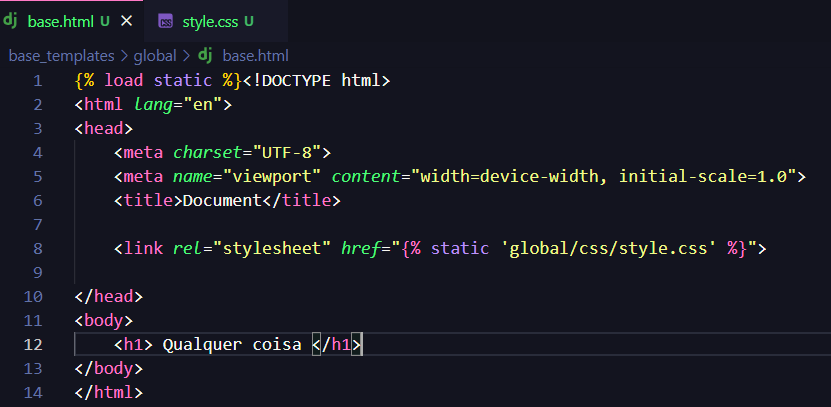 base.html U × style.css U
base_templates > global > dj base.html
1 {% load static %}<!DOCTYPE html>
2 <html lang="en">
3 <head>
4     <meta charset="UTF-8">
5     <meta name="viewport" content="width=device-width, initial-scale=1.0">
6     <title>Document</title>
7
8     <link rel="stylesheet" href="{% static 'global/css/style.css' %}">
9
10 </head>
11 <body>
12     <h1> Qualquer coisa </h1>
13 </body>
14 </html>